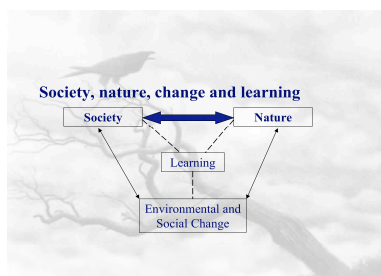 Society, nature, change and learning
Society
Nature
Learning
Environmental and
Social Change